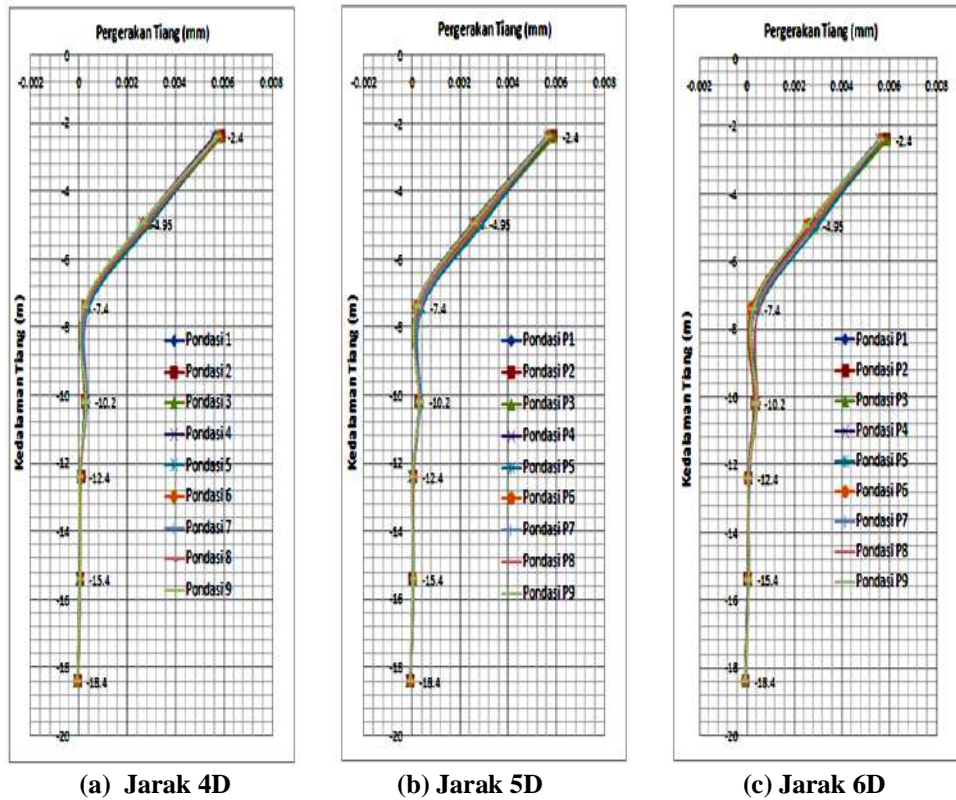 Pergerakan Tiang (mm)
-0.002 0 0.002 0.004 0.006 0.008
Kedalaman Tiang (m)
0
-2
-4
-6
-8
-10
-12
-14
-16
-18
-20
-2.4
-4.95
-7.4
-10.2
-12.4
-15.4
-18.4
Pondasi 1
Pondasi 2
Pondasi 3
Pondasi 4
Pondasi 5
Pondasi 6
Pondasi 7
Pondasi 8
Pondasi 9
(a) Jarak 4D
Pergerakan Tiang (mm)
-0.002 0 0.002 0.004 0.006 0.008
Kedalaman Tiang (m)
0
-2
-4
-6
-8
-10
-12
-14
-16
-18
-20
-2.4
-4.95
-7.4
-10.2
-12.4
-15.4
-18.4
Pondasi P1
Pondasi P2
Pondasi P3
Pondasi P4
Pondasi P5
Pondasi P6
Pondasi P7
Pondasi P8
Pondasi P9
(b) Jarak 5D
Pergerakan Tiang (mm)
-0.002 0 0.002 0.004 0.006 0.008
Kedalaman Tiang (m)
0
-2
-4
-6
-8
-10
-12
-14
-16
-18
-20
-2.4
-4.95
-7.4
-10.2
-12.4
-15.4
-18.4
Pondasi P1
Pondasi P2
Pondasi P3
Pondasi P4
Pondasi P5
Pondasi P6
Pondasi P7
Pondasi P8
Pondasi P9
(c) Jarak 6D